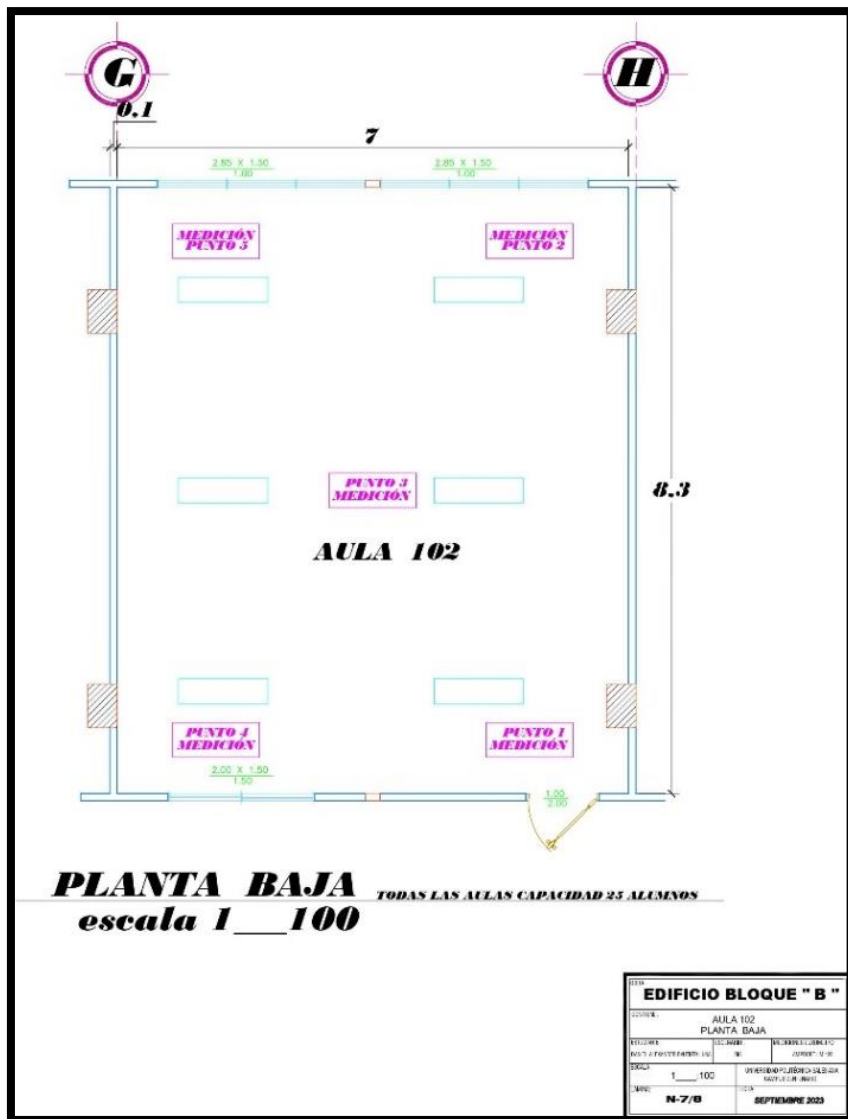 G
H
0.1
7
2.85 X 1.50
1.00
2.85 X 1.50
1.00
MEDICIÓN
PUNTO 5
MEDICIÓN
PUNTO 2
8.3
PUNTO 3
MEDICIÓN
AULA 102
PUNTO 4
MEDICIÓN
PUNTO 1
MEDICIÓN
2.00 X 1.50
1.50
1.00
2.00
PLANTA BAJA
TODAS LAS AULAS CAPACIDAD 25 ALUMNOS
escala 1___100
EDIFICIO BLOQUE " B "
AULA 102
PLANTA BAJA
ESCALA
1____100
N-7/8
SEPTIEMBRE 2023